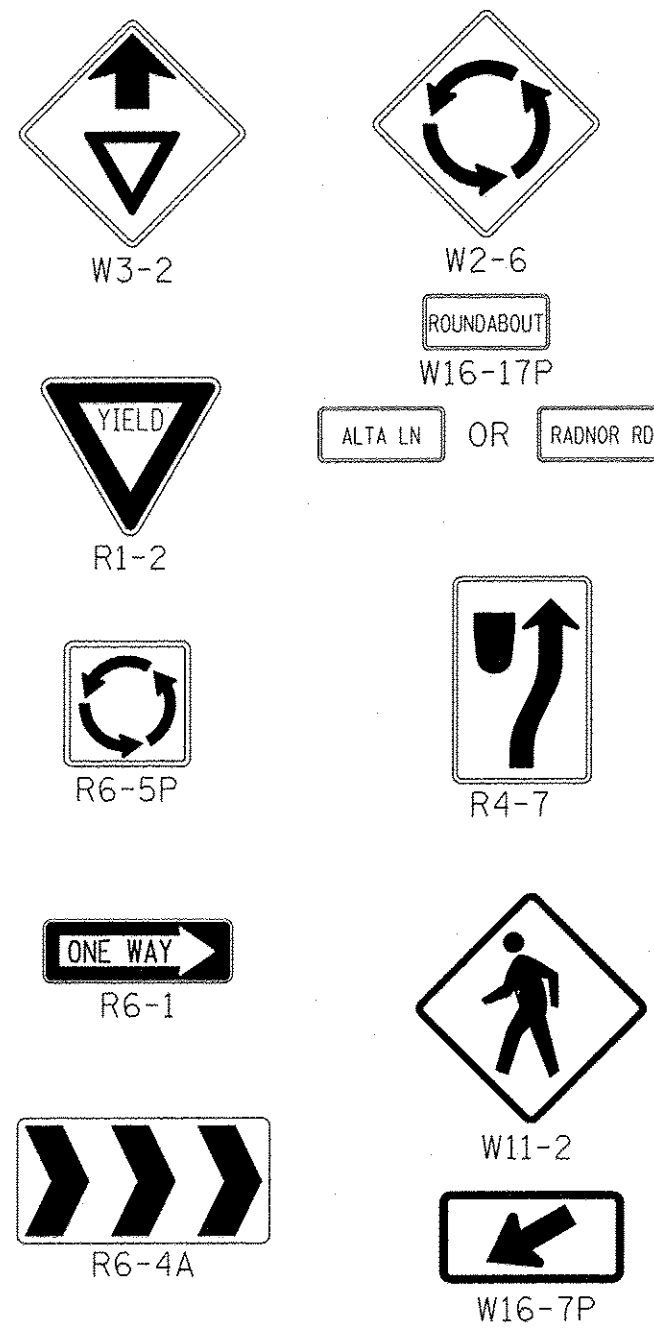 W3-2
W2-6
ROUNDABOUT
W16-17P
YIELD
R1-2
ALTA LN OR RADNOR RD
R6-5P
R4-7
ONE WAY
R6-1
W11-2
R6-4A
W16-7P